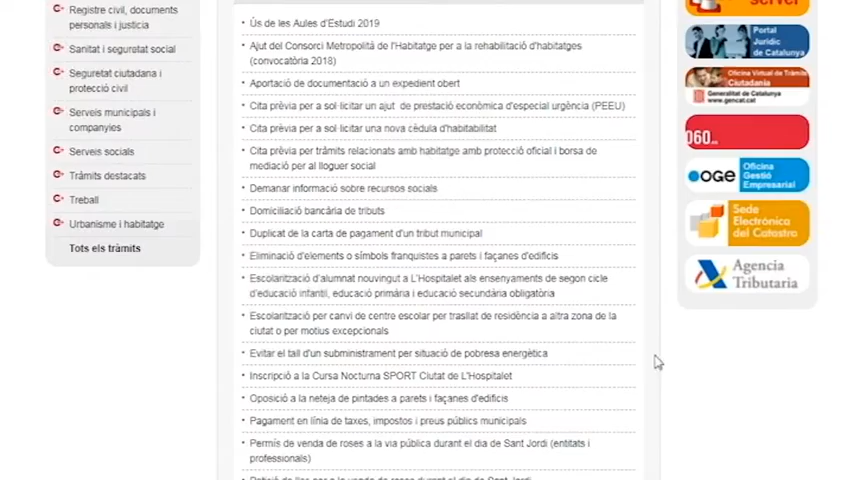 Registre civil, documents
personals i justícia
Sanitat i seguretat social
Seguretat ciutadana i
protecció civil
Serveis municipals i
companyies
Serveis socials
Tràmits destacats
Treball
Urbanisme i habitatge
Tots els tràmits
Ús de les Aules d'Estudi 2019
Ajut del Consorci Metropolità de l'Habitatge per a la rehabilitació d'habitatges
(convocatòria 2018)
Aportació de documentació a un expedient obert
Cita prèvia per a sol·licitar un ajut de prestació econòmica d'especial urgència (PEEU)
Cita prèvia per a sol·licitar una nova cèdula d'habitabilitat
Cita prèvia per tràmits relacionats amb habitatge amb protecció oficial i borsa de
mediació per al lloguer social
Demanar informació sobre recursos socials
Domiciliació bancària de tributs
Duplicat de la carta de pagament d'un tribut municipal
Eliminació d'elements o símbols franquistes a parets i façanes d'edificis
Escolarització d'alumnat nouvingut a L'Hospitalet als ensenyaments de segon cicle
d'educació infantil, educació primària i educació secundària obligatòria
Escolarització per canvi de centre escolar per trasllat de residència a altra zona de la
ciutat o per motius excepcionals
Evitar el tall d'un subministrament per situació de pobresa energètica
Inscripció a la Cursa Nocturna SPORT Ciutat de L'Hospitalet
Oposició a la neteja de pintades a parets i façanes d'edificis
Pagament en línia de taxes, impostos i preus públics municipals
Permís de venda de roses a la via pública durant el dia de Sant Jordi (entitats i
professionals)
Portal
Jurídic
de Catalunya
Oficina Virtual de Tràmits
Ciutadania
Generalitat de Catalunya
www.gencat.cat
060.es
OGE
Oficina
Gestió
Empresarial
Sede
Electrónica
del Catastro
Agencia
Tributaria